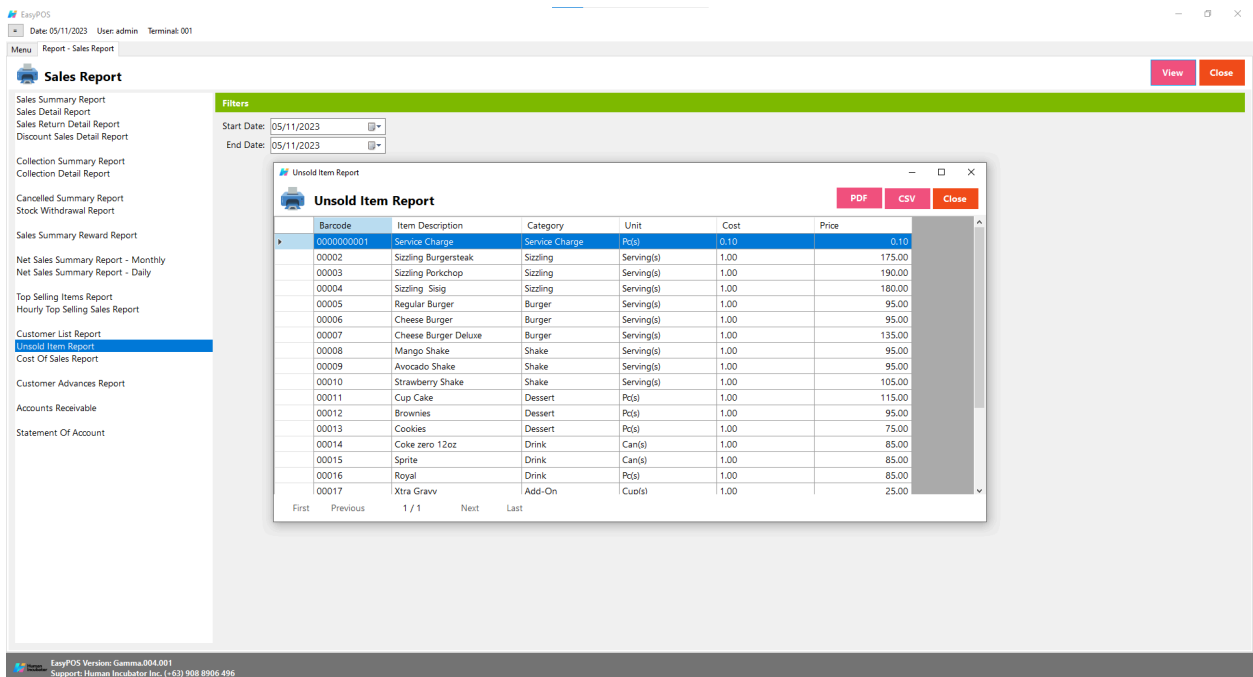 EasyPOS
Date: 05/11/2023 User: admin Terminal: 001
Menu Report - Sales Report
Sales Report View Close
Sales Summary Report
Sales Detail Report
Sales Return Detail Report
Discount Sales Detail Report
Collection Summary Report
Collection Detail Report
Cancelled Summary Report
Stock Withdrawal Report
Sales Summary Reward Report
Net Sales Summary Report - Monthly
Net Sales Summary Report - Daily
Top Selling Items Report
Hourly Top Selling Sales Report
Customer List Report
Unsold Item Report
Cost Of Sales Report
Customer Advances Report
Accounts Receivable
Statement Of Account
Filters
Start Date: 05/11/2023
End Date: 05/11/2023
Unsold Item Report
Unsold Item Report PDF CSV Close
Barcode Item Description Category Unit Cost Price
0000000001 Service Charge Service Charge Pc(s) 0.10 0.10
00002 Sizzling Burgersteak Sizzling Serving(s) 1.00 175.00
00003 Sizzling Porkchop Sizzling Serving(s) 1.00 190.00
00004 Sizzling Sisig Sizzling Serving(s) 1.00 180.00
00005 Regular Burger Burger Serving(s) 1.00 95.00
00006 Cheese Burger Burger Serving(s) 1.00 95.00
00007 Cheese Burger Deluxe Burger Serving(s) 1.00 135.00
00008 Mango Shake Shake Serving(s) 1.00 95.00
00009 Avocado Shake Shake Serving(s) 1.00 95.00
00010 Strawberry Shake Shake Serving(s) 1.00 105.00
00011 Cup Cake Dessert Pc(s) 1.00 115.00
00012 Brownies Dessert Pc(s) 1.00 95.00
00013 Cookies Dessert Pc(s) 1.00 75.00
00014 Coke zero 12oz Drink Can(s) 1.00 85.00
00015 Sprite Drink Can(s) 1.00 85.00
00016 Royal Drink Pc(s) 1.00 85.00
00017 Xtra Gravy Add-On Cup(s) 1.00 25.00
First Previous 1 / 1 Next Last
Human Incubator
EasyPOS Version: Gamma.004.001
Support: Human Incubator Inc. (+63) 908 8906 496